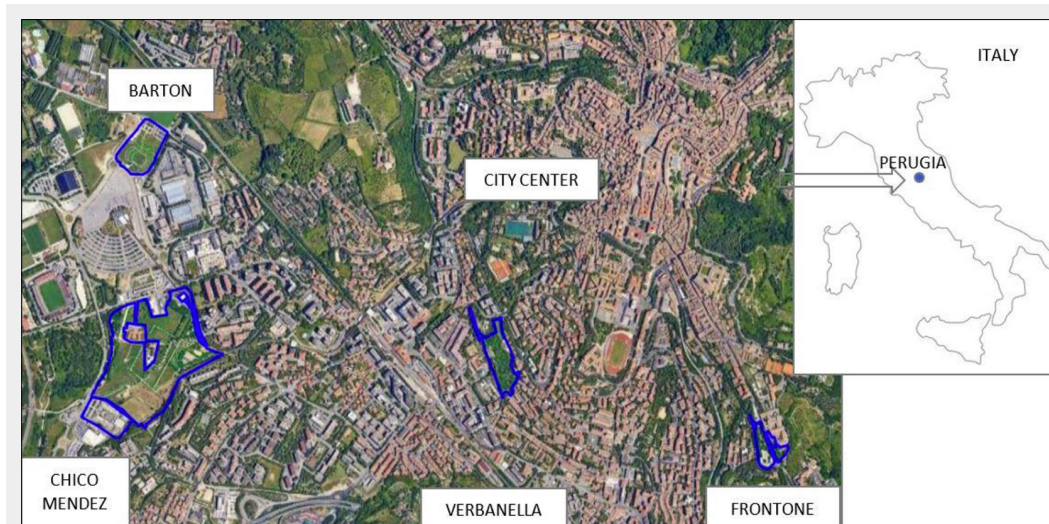 BARTON
ITALY
PERUGIA
CITY CENTER
CHICO
MENDEZ
VERBANELLA
FRONTONE